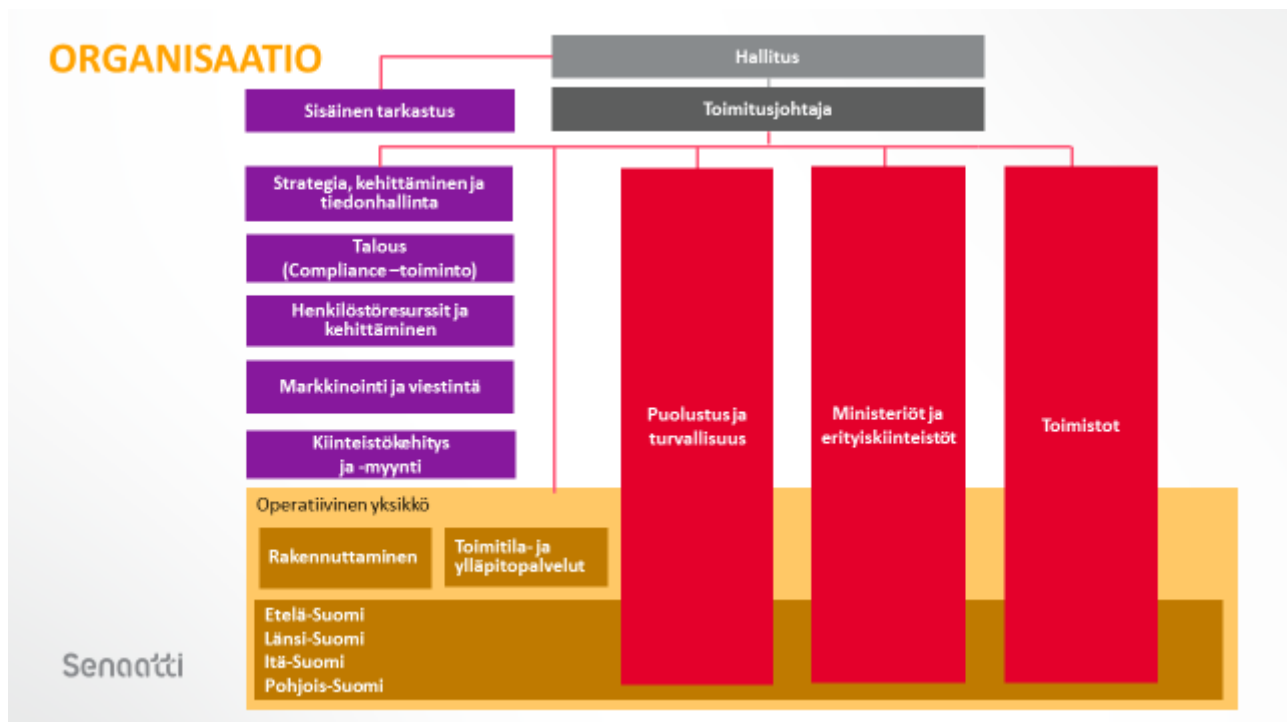 ORGANISAATIO
Hallitus
Sisäinen tarkastus
Toimitusjohtaja
Strategia, kehittäminen ja
tiedonhallinta
Talous
(Compliance –toiminto)
Henkilöstöresurssit ja
kehittäminen
Markkinointi ja viestintä
Kiinteistökehitys
ja -myynti
Puolustus ja
turvallisuus
Ministeriöt ja
erityiskiinteistöt
Toimistot
Operatiivinen yksikkö
Rakennuttaminen
Toimitila- ja
ylläpitopalvelut
Etelä-Suomi
Länsi-Suomi
Itä-Suomi
Pohjois-Suomi
Senaatti